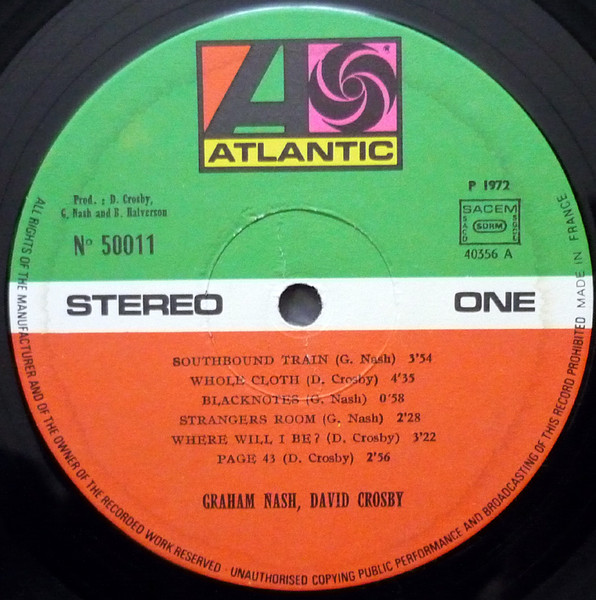 ATLANTIC
®
Prod. : D. Crosby,
G. Nash and B. Halverson
N° 50011
P 1972
SACEM
SACD
SDRM
SGDL
40356 A
STEREO
ONE
SOUTHBOUND TRAIN (G. Nash) 3'54
WHOLE CLOTH (D. Crosby) 4'35
BLACKNOTES (G. Nash) 0'58
STRANGERS ROOM (G. Nash) 2'28
WHERE WILL I BE? (D. Crosby) 3'22
PAGE 43 (D. Crosby) 2'56
GRAHAM NASH, DAVID CROSBY
ALL RIGHTS OF THE MANUFACTURER AND OF THE OWNER OF THE RECORDED WORK RESERVED · UNAUTHORISED COPYING PUBLIC PERFORMANCE AND BROADCASTING OF THIS RECORD PROHIBITED MADE IN FRANCE